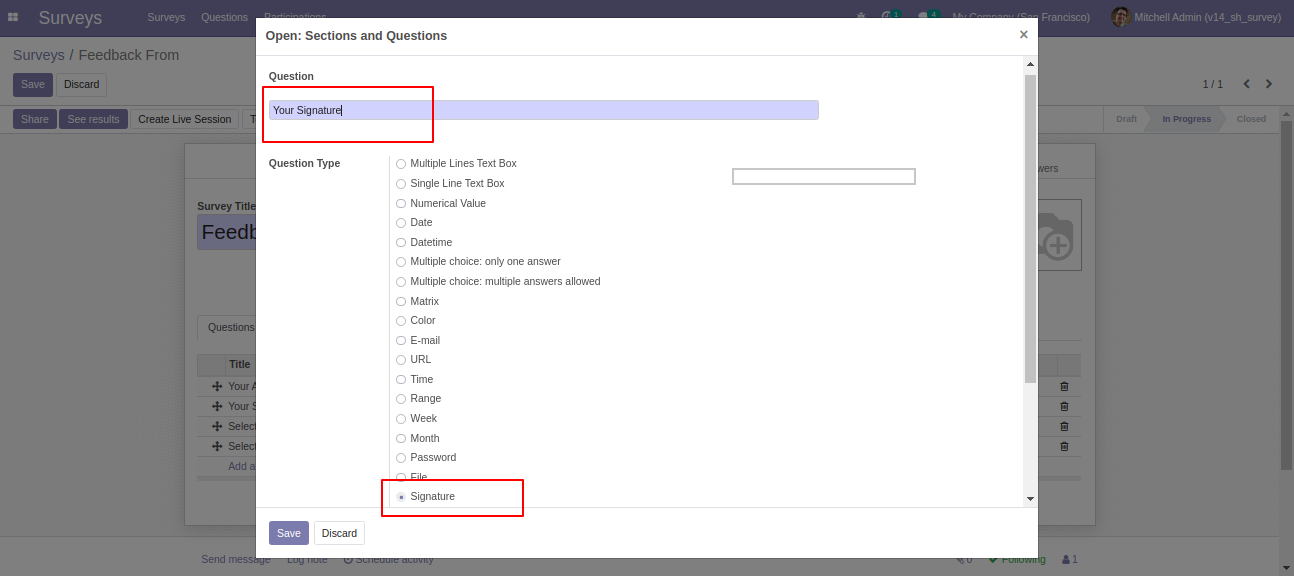 Surveys Surveys Questions Participations 1 4 My Company (San Francisco) Mitchell Admin (v14_sh_survey)
Open: Sections and Questions ×
Surveys / Feedback From
Save Discard 1 / 1
Share See results Create Live Session Draft In Progress Closed
Question
Your Signature
Question Type
Multiple Lines Text Box
Single Line Text Box
Numerical Value
Date
Datetime
Multiple choice: only one answer
Multiple choice: multiple answers allowed
Matrix
Color
E-mail
URL
Time
Range
Week
Month
Password
File
Signature
Save Discard
wers
Survey Title
Feedb
Questions
Title
Your A
Your S
Select
Select
Add a
Send message Log note Schedule activity 0 Following 1